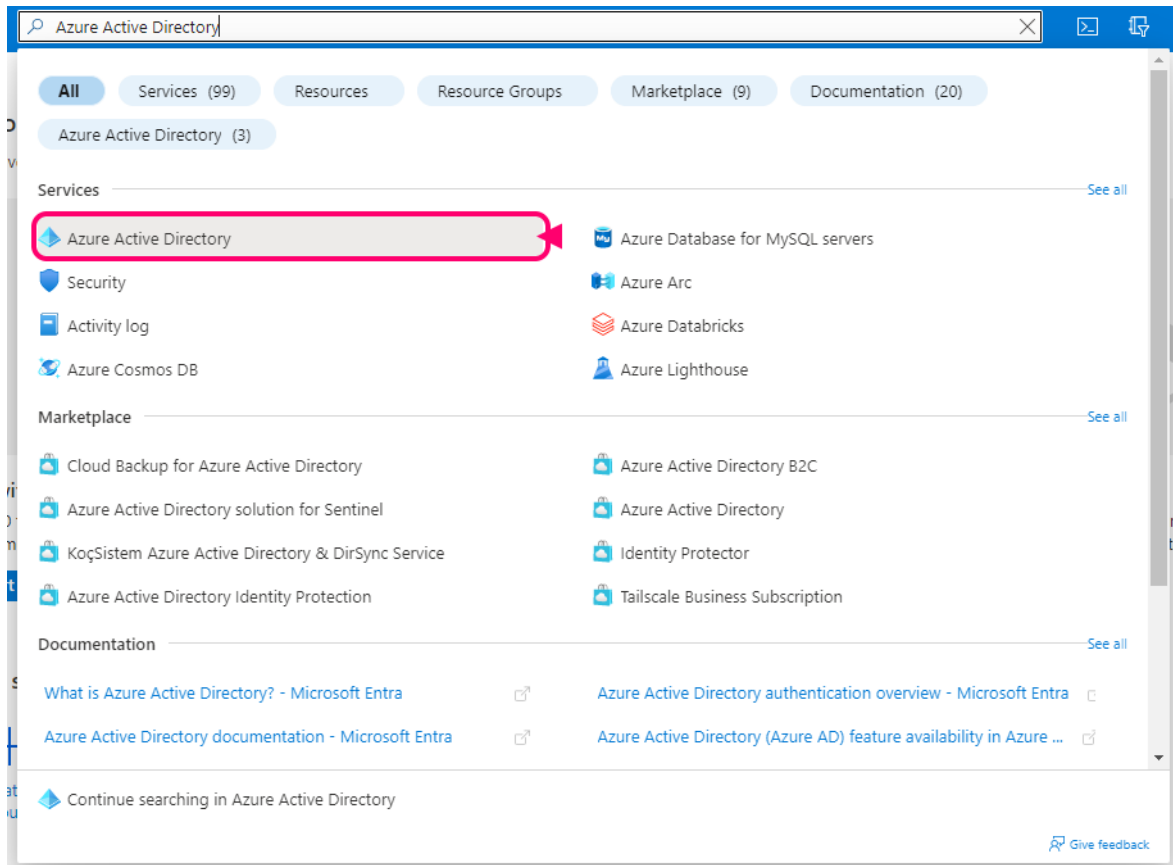 Azure Active Directory
All Services (99) Resources Resource Groups Marketplace (9) Documentation (20)
Azure Active Directory (3)
Services See all
Azure Active Directory Azure Database for MySQL servers
Security Azure Arc
Activity log Azure Databricks
Azure Cosmos DB Azure Lighthouse
Marketplace See all
Cloud Backup for Azure Active Directory Azure Active Directory B2C
Azure Active Directory solution for Sentinel Azure Active Directory
KoçSistem Azure Active Directory & DirSync Service Identity Protector
Azure Active Directory Identity Protection Tailscale Business Subscription
Documentation See all
What is Azure Active Directory? - Microsoft Entra Azure Active Directory authentication overview - Microsoft Entra
Azure Active Directory documentation - Microsoft Entra Azure Active Directory (Azure AD) feature availability in Azure ...
Continue searching in Azure Active Directory
Give feedback